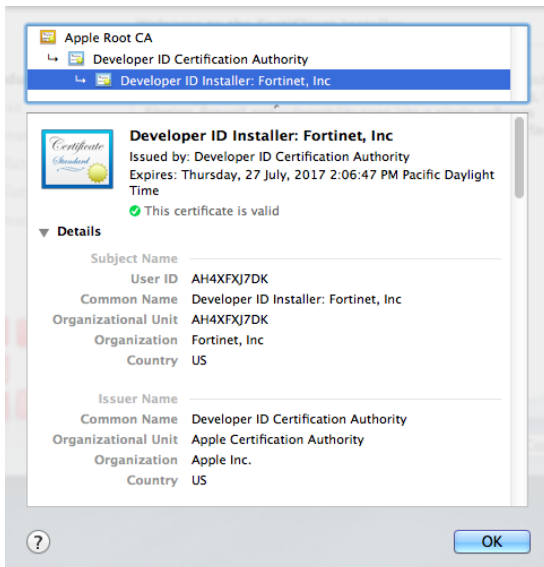 Apple Root CA
Developer ID Certification Authority
Developer ID Installer: Fortinet, Inc
Certificate
Standard
Developer ID Installer: Fortinet, Inc
Issued by: Developer ID Certification Authority
Expires: Thursday, 27 July, 2017 2:06:47 PM Pacific Daylight
Time
This certificate is valid
Details
Subject Name
User ID AH4XFXJ7DK
Common Name Developer ID Installer: Fortinet, Inc
Organizational Unit AH4XFXJ7DK
Organization Fortinet, Inc
Country US
Issuer Name
Common Name Developer ID Certification Authority
Organizational Unit Apple Certification Authority
Organization Apple Inc.
Country US
?
OK